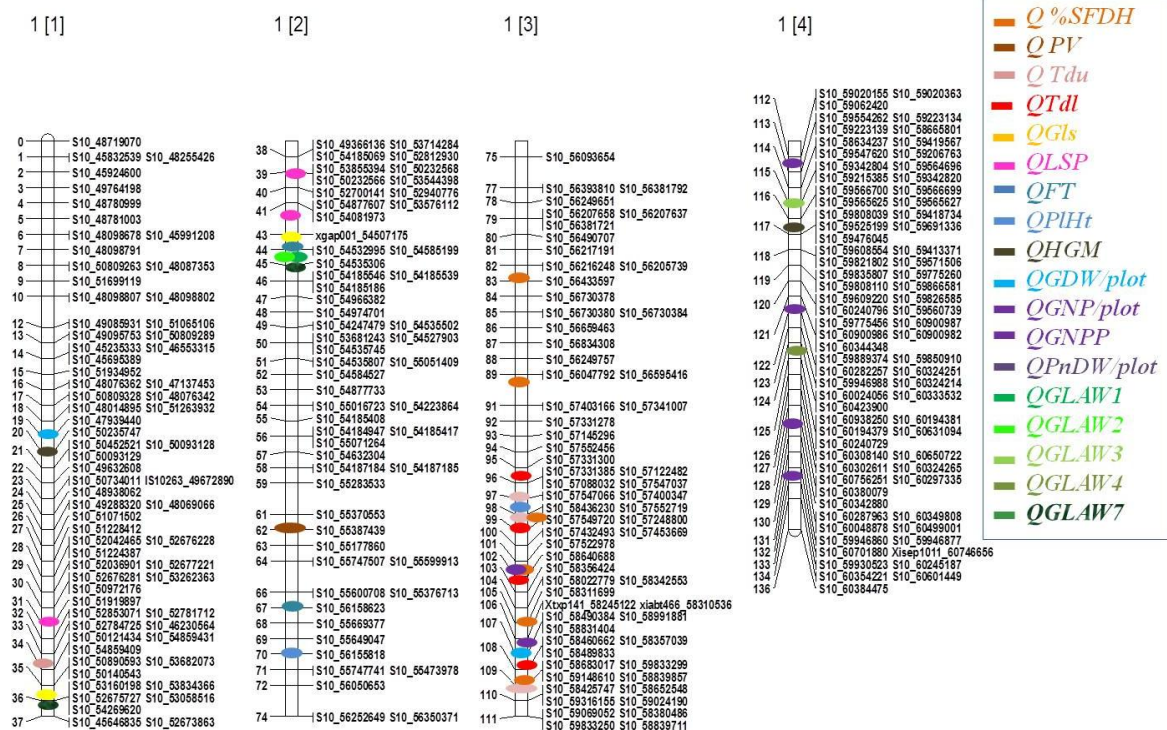 1 [1]
0 S10_48719070
1 S10_45832539 S10_48255426
2 S10_45924600
3 S10_49764198
4 S10_48780999
5 S10_48781003
6 S10_48098678 S10_45991208
7 S10_48098791
8 S10_50809263 S10_48087353
9 S10_51699119
10 S10_48098807 S10_48098802
12 S10_49085931 S10_51065106
13 S10_49095753 S10_50809289
S10_45235333 S10_46553315
14 S10_45695389
15 S10_51934952
16 S10_48076362 S10_47137453
17 S10_50809328 S10_48076342
18 S10_48014895 S10_51263932
19 S10_47939440
20 S10_50235747
21 S10_50452521 S10_50093128
S10_50093129
22 S10_49632608
23 S10_50734011 IS10263_49672890
24 S10_48938062
25 S10_49288320 S10_48069066
26 S10_51071502
27 S10_51228412
S10_52042465 S10_52676228
28 S10_51224387
29 S10_52036901 S10_52677221
30 S10_52676281 S10_53262363
S10_50972176
31 S10_51919897
32 S10_52853071 S10_52781712
33 S10_52784725 S10_46230564
S10_50121434 S10_54859431
34 S10_54859409
35 S10_50890593 S10_53682073
S10_50140543
S10_53160198 S10_53834366
36 S10_52675727 S10_53058516
S10_54269620
37 S10_45646835 S10_52673863
1 [2]
S10_49366136 S10_53714284
38 S10_54185069 S10_52812930
S10_53855394 S10_50232568
39 S10_50232566 S10_53544398
40 S10_52700141 S10_52940776
S10_54877607 S10_53576112
41 S10_54081973
43 xgap001_54507175
44 S10_54532995 S10_54585199
45 S10_54535306
S10_54185546 S10_54185539
46 S10_54185186
47 S10_54966382
48 S10_54974701
49 S10_54247479 S10_54535502
50 S10_53681243 S10_54527903
S10_54535745
51 S10_54535807 S10_55051409
52 S10_54584527
53 S10_54877733
54 S10_55016723 S10_54223864
55 S10_54185408
56 S10_54184947 S10_54185417
S10_55071264
57 S10_54632304
58 S10_54187184 S10_54187185
59 S10_55283533
61 S10_55370553
62 S10_55387439
63 S10_55177860
64 S10_55747507 S10_55599913
66 S10_55600708 S10_55376713
67 S10_56158623
68 S10_55669377
69 S10_55649047
70 S10_56155818
71 S10_55747741 S10_55473978
72 S10_56050653
74 S10_56252649 S10_56350371
1 [3]
75 S10_56093654
77 S10_56393810 S10_56381792
78 S10_56249651
79 S10_56207658 S10_56207637
S10_56381721
80 S10_56490707
81 S10_56217191
82 S10_56216248 S10_56205739
83 S10_56433597
84 S10_56730378
85 S10_56730380 S10_56730384
86 S10_56659463
87 S10_56834308
88 S10_56249757
89 S10_56047792 S10_56595416
91 S10_57403166 S10_57341007
92 S10_57331278
93 S10_57145296
94 S10_57552456
95 S10_57331300
96 S10_57331385 S10_57122482
S10_57088032 S10_57547037
97 S10_57547066 S10_57400347
98 S10_58436230 S10_57552719
99 S10_57549720 S10_57248800
100 S10_57432493 S10_57453669
101 S10_57522978
102 S10_58640688
103 S10_58356424
104 S10_58022779 S10_58342553
105 S10_58311699
106 Xtxp141_58245122 xiabt466_58310536
107 S10_58490384 S10_58991881
S10_58831404
108 S10_58460662 S10_58357039
S10_58489833
S10_58683017 S10_59833299
109 S10_59148610 S10_58839857
110 S10_58425747 S10_58652548
S10_59316155 S10_59024190
111 S10_59069052 S10_58380486
S10_59833250 S10_58839711
1 [4]
112 S10_59020155 S10_59020363
S10_59062420
113 S10_59554262 S10_59223134
S10_59223139 S10_58665801
114 S10_58634237 S10_59419567
S10_59547620 S10_59206763
115 S10_59342804 S10_59564696
S10_59215385 S10_59342820
116 S10_59566700 S10_59566699
S10_59565625 S10_59565627
117 S10_59808039 S10_59418734
S10_59525199 S10_59691336
S10_59476045
118 S10_59608554 S10_59413371
S10_59821802 S10_59571506
119 S10_59835807 S10_59775260
S10_59808110 S10_59866581
120 S10_59609220 S10_59826585
S10_60240796 S10_59560739
S10_59775456 S10_60900987
121 S10_60900986 S10_60900982
S10_60344348
122 S10_59889374 S10_59850910
S10_60282257 S10_60324251
123 S10_59946988 S10_60324214
124 S10_60024056 S10_60333532
S10_60423900
S10_60938250 S10_60194381
125 S10_60194379 S10_60631094
S10_60240729
126 S10_60308140 S10_60650722
127 S10_60302611 S10_60324265
128 S10_60756251 S10_60297335
S10_60380079
129 S10_60342880
130 S10_60287963 S10_60349808
S10_60048878 S10_60499001
131 S10_59946860 S10_59946877
132 S10_60701880 Xisep1011_60746656
133 S10_59930523 S10_60245187
134 S10_60354221 S10_60601449
136 S10_60384475
Q %SFDH
Q PV
Q Tdu
QTdl
QGls
QLSP
QFT
QPlHt
QHGM
QGDW/plot
QGNP/plot
QGNPP
QPnDW/plot
QGLAW1
QGLAW2
QGLAW3
QGLAW4
QGLAW7